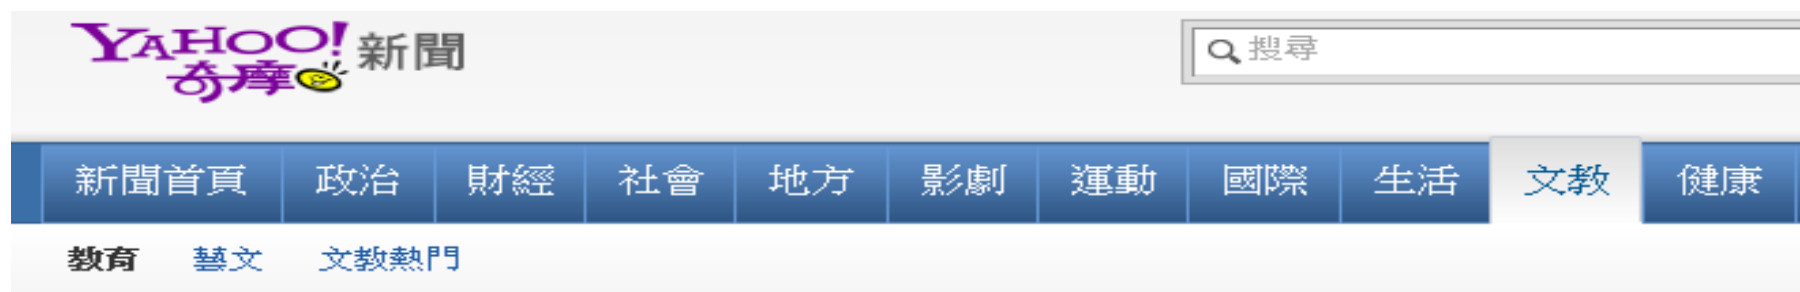 YAHOO! 新聞
奇摩
搜尋
新聞首頁 政治 財經 社會 地方 影劇 運動 國際 生活 文教 健康
教育 藝文 文教熱門